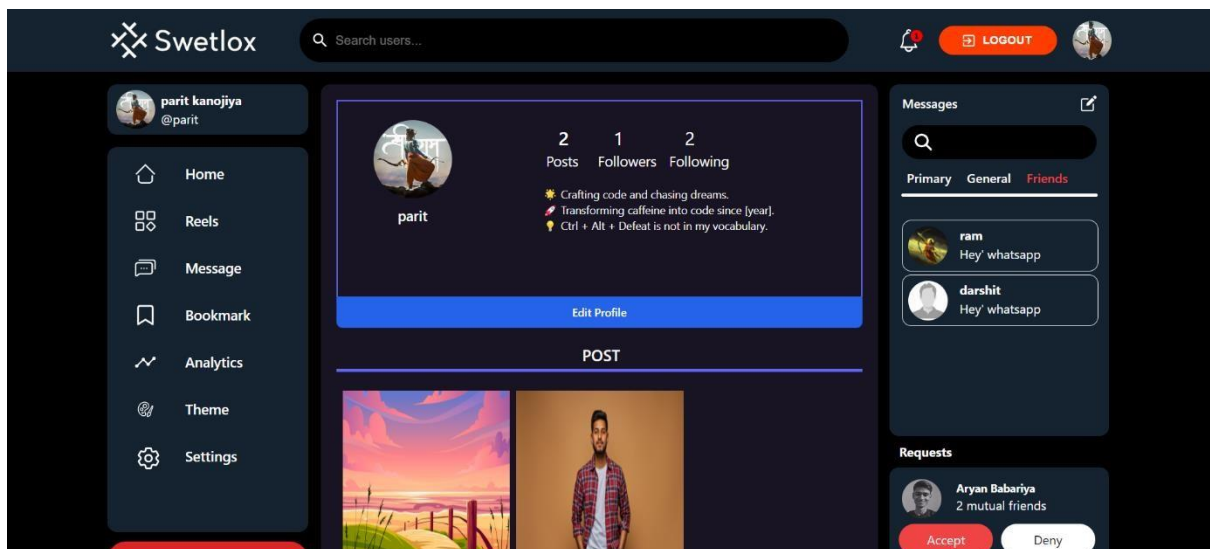 Swetlox
Search users...
1
LOGOUT
parit kanojiya
@parit
Home
Reels
Message
Bookmark
Analytics
Theme
Settings
parit
2 1 2
Posts Followers Following
Crafting code and chasing dreams.
Transforming caffeine into code since [year].
Ctrl + Alt + Defeat is not in my vocabulary.
Edit Profile
POST
Messages
Primary General Friends
ram
Hey' whatsapp
darshit
Hey' whatsapp
Requests
Aryan Babariya
2 mutual friends
Accept Deny